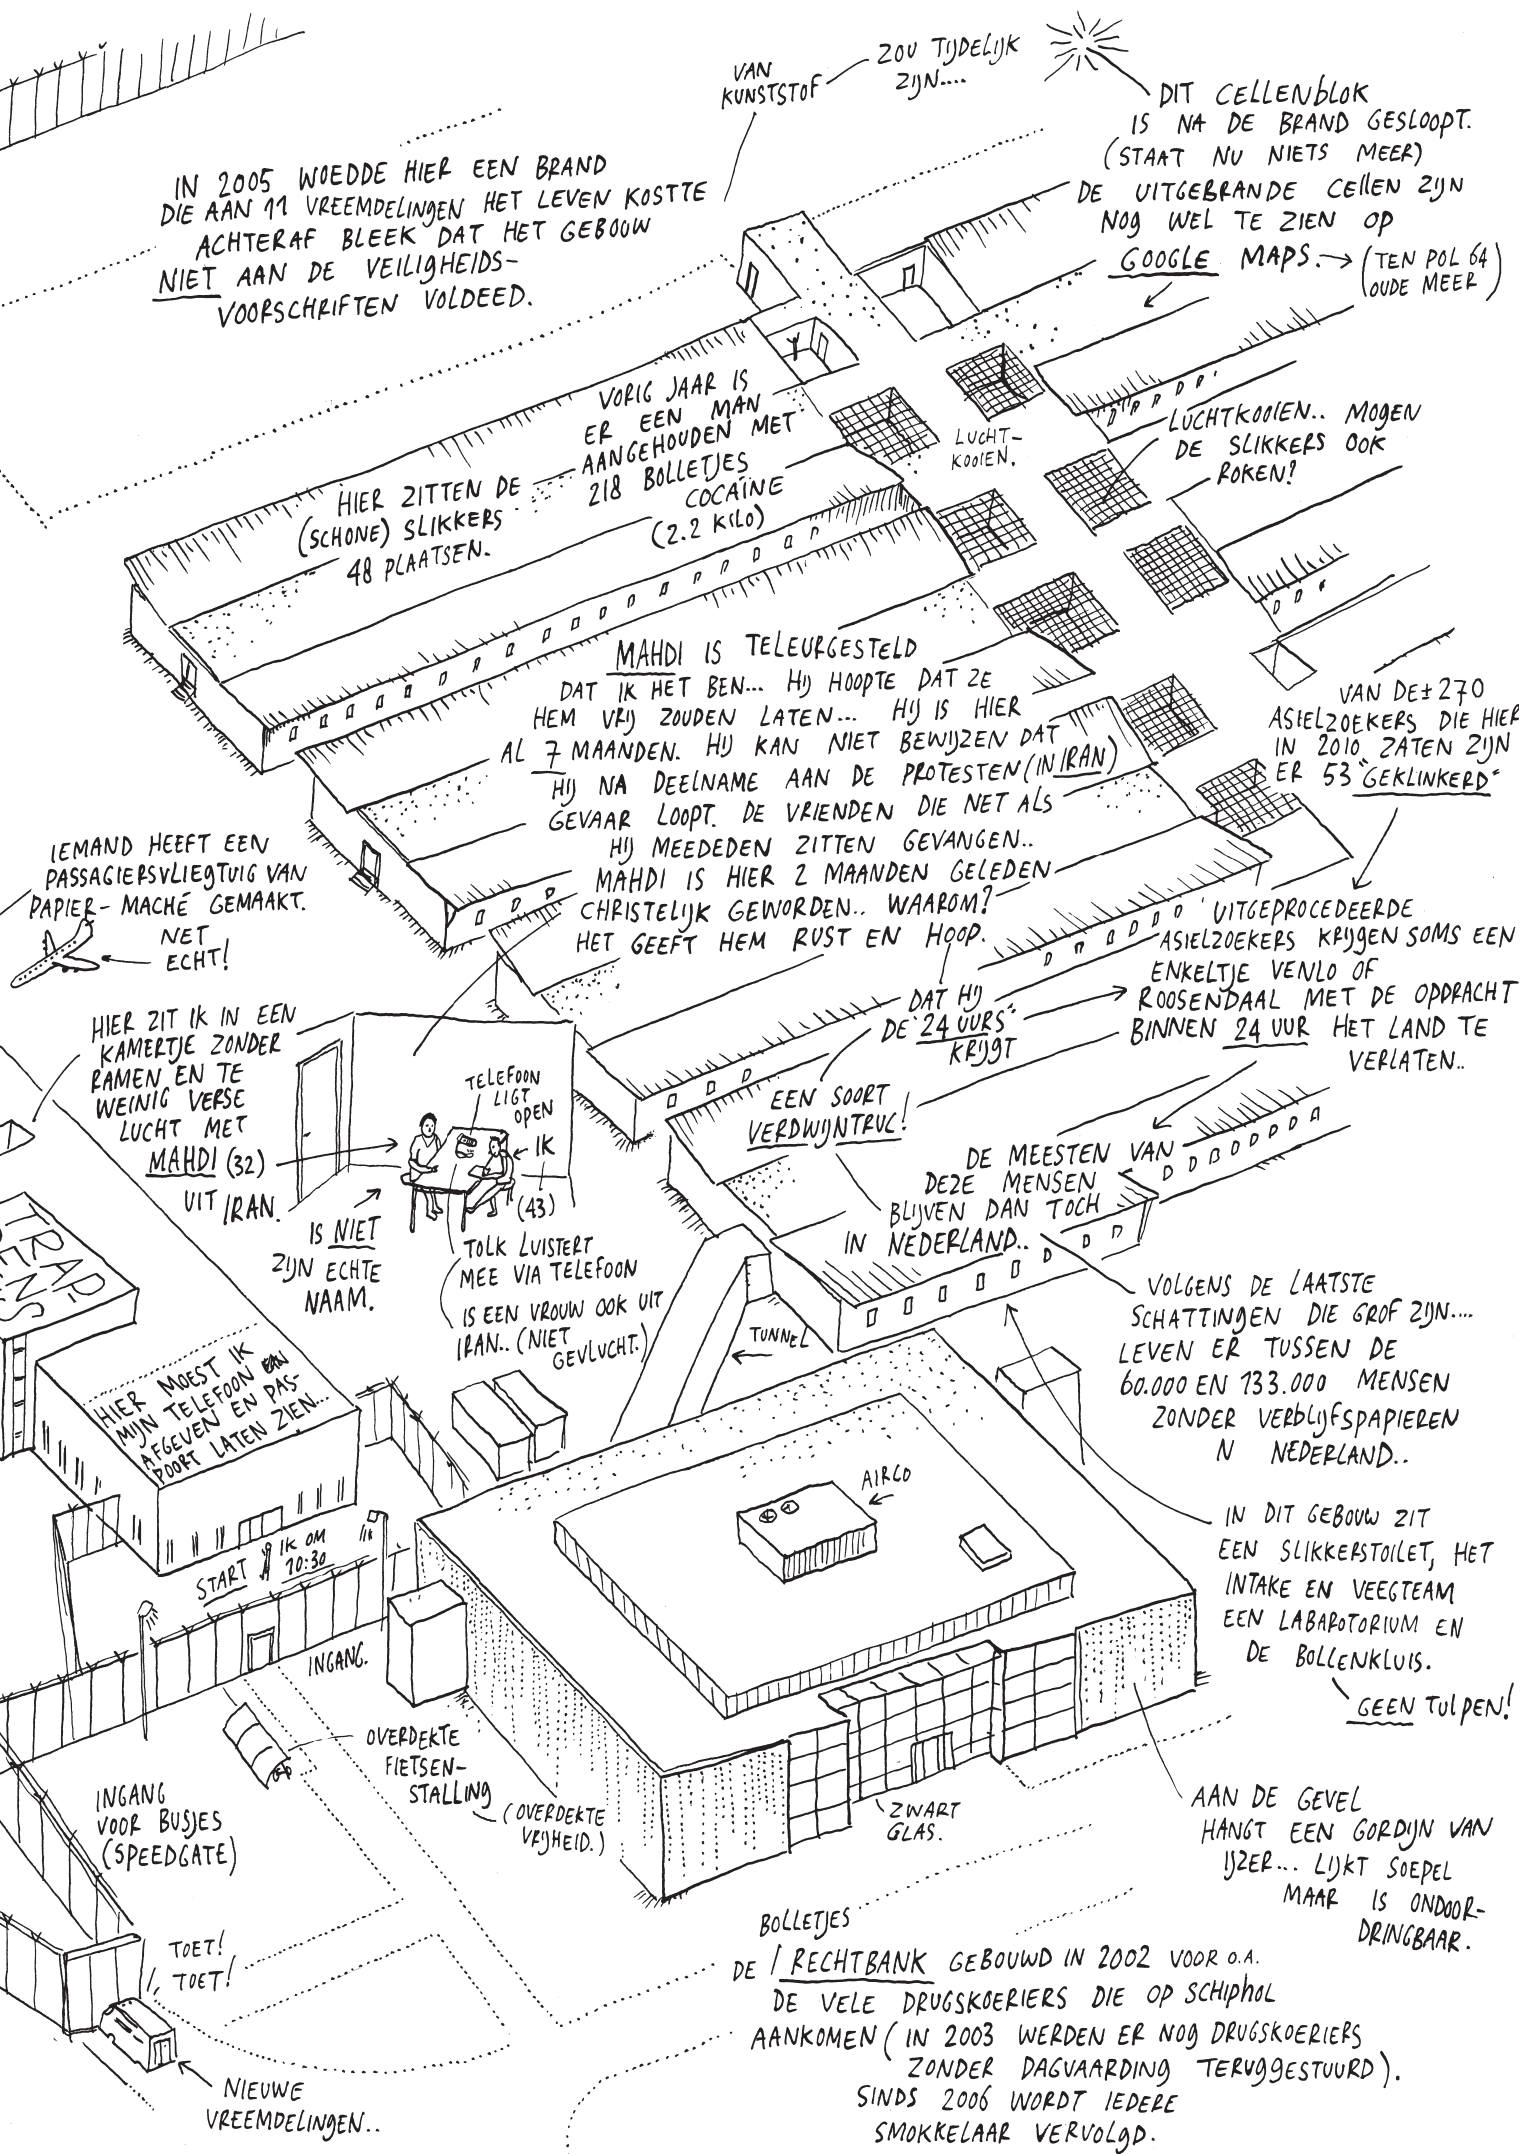 VAN
KUNSTSTOF
ZOU TIJDELIJK
ZIJN....
DIT CELLENBLOK
IS NA DE BRAND GESLOOPT.
(STAAT NU NIETS MEER)
DE UITGEBRANDE CELLEN ZIJN
NOG WEL TE ZIEN OP
GOOGLE MAPS.
(TEN POL 64
OUDE MEER)
IN 2005 WOEDDE HIER EEN BRAND
DIE AAN 11 VREEMDELINGEN HET LEVEN KOSTTE
ACHTERAF BLEEK DAT HET GEBOUW
NIET AAN DE VEILIGHEIDS-
VOORSCHRIFTEN VOLDEED.
VORIG JAAR IS
ER EEN MAN
AANGEHOUDEN MET
218 BOLLETJES
COCAÏNE
(2.2 KILO)
HIER ZITTEN DE
(SCHONE) SLIKKERS
48 PLAATSEN.
LUCHT-
KOOIEN.
LUCHTKOOIEN.. MOGEN
DE SLIKKERS OOK
ROKEN?
MAHDI IS TELEURGESTELD
DAT IK HET BEN... HIJ HOOPTE DAT ZE
HEM VRIJ ZOUDEN LATEN... HIJ IS HIER
AL 7 MAANDEN. HIJ KAN NIET BEWIJZEN DAT
HIJ NA DEELNAME AAN DE PROTESTEN (IN IRAN)
GEVAAR LOOPT. DE VRIENDEN DIE NET ALS
HIJ MEEDEDEN ZITTEN GEVANGEN..
MAHDI IS HIER 2 MAANDEN GELEDEN
CHRISTELIJK GEWORDEN.. WAAROM?
HET GEEFT HEM RUST EN HOOP.
VAN DE ± 270
ASIELZOEKERS DIE HIER
IN 2010 ZATEN ZIJN
ER 53 "GEKLINKERD"
IEMAND HEEFT EEN
PASSAGIERSVLIEGTUIG VAN
PAPIER-MACHÉ GEMAAKT.
NET
ECHT!
UITGEPROCEDEERDE
ASIELZOEKERS KRIJGEN SOMS EEN
ENKELTJE VENLO OF
ROOSENDAAL MET DE OPDRACHT
BINNEN 24 UUR HET LAND TE
VERLATEN..
DAT HIJ
DE "24 UURS"
KRIJGT
EEN SOORT
VERDWIJNTRUC!
HIER ZIT IK IN EEN
KAMERTJE ZONDER
RAMEN EN TE
WEINIG VERSE
LUCHT MET
MAHDI (32)
UIT IRAN.
TELEFOON
LIGT
OPEN
IK
(43)
IS NIET
ZIJN ECHTE
NAAM.
TOLK LUISTERT
MEE VIA TELEFOON
IS EEN VROUW OOK UIT
IRAN.. (NIET
GEVLUCHT.)
DE MEESTEN VAN
DEZE MENSEN
BLIJVEN DAN TOCH
IN NEDERLAND..
VOLGENS DE LAATSTE
SCHATTINGEN DIE GROF ZIJN....
LEVEN ER TUSSEN DE
60.000 EN 133.000 MENSEN
ZONDER VERBLIJFSPAPIEREN
N NEDERLAND..
TUNNEL
TRAP-
PENS
HIER MOEST IK
MIJN TELEFOON
AFGEVEN EN PAS-
POORT LATEN ZIEN...
START
IK OM
10:30
AIRCO
IN DIT GEBOUW ZIT
EEN SLIKKERSTOILET, HET
INTAKE EN VEEGTEAM
EEN LABAROTORIUM EN
DE BOLLENKLUIS.
GEEN TULPEN!
INGANG.
OVERDEKTE
FIETSEN-
STALLING
(OVERDEKTE
VRIJHEID.)
INGANG
VOOR BUSJES
(SPEEDGATE)
ZWART
GLAS.
AAN DE GEVEL
HANGT EEN GORDIJN VAN
IJZER... LIJKT SOEPEL
MAAR IS ONDOOR-
DRINGBAAR.
TOET!
TOET!
NIEUWE
VREEMDELINGEN..
BOLLETJES
DE / RECHTBANK GEBOUWD IN 2002 VOOR O.A.
DE VELE DRUGSKOERIERS DIE OP SCHIPHOL
AANKOMEN (IN 2003 WERDEN ER NOG DRUGSKOERIERS
ZONDER DAGVAARDING TERUGGESTUURD).
SINDS 2006 WORDT IEDERE
SMOKKELAAR VERVOLGD.